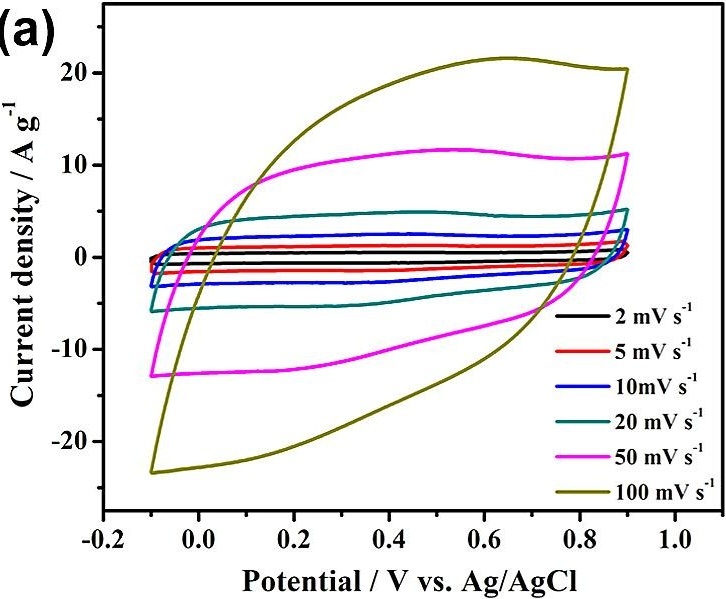 (a)
Current density / A g⁻¹
20
10
0
-10
-20
2 mV s⁻¹
5 mV s⁻¹
10mV s⁻¹
20 mV s⁻¹
50 mV s⁻¹
100 mV s⁻¹
-0.2 0.0 0.2 0.4 0.6 0.8 1.0
Potential / V vs. Ag/AgCl